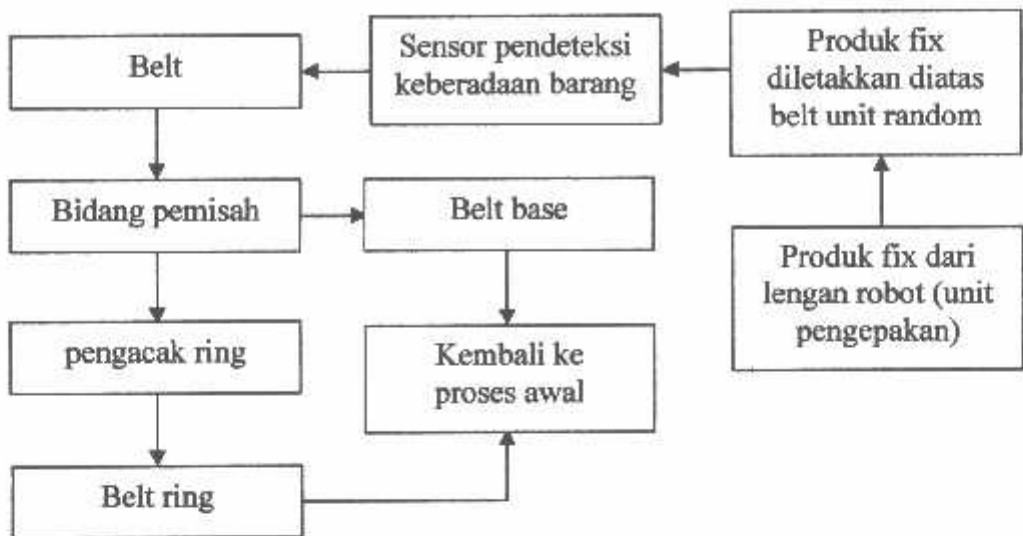 Belt
Sensor pendeteksi
keberadaan barang
Produk fix
diletakkan diatas
belt unit random
Bidang pemisah
Belt base
Produk fix dari
lengan robot (unit
pengepakan)
pengacak ring
Kembali ke
proses awal
Belt ring